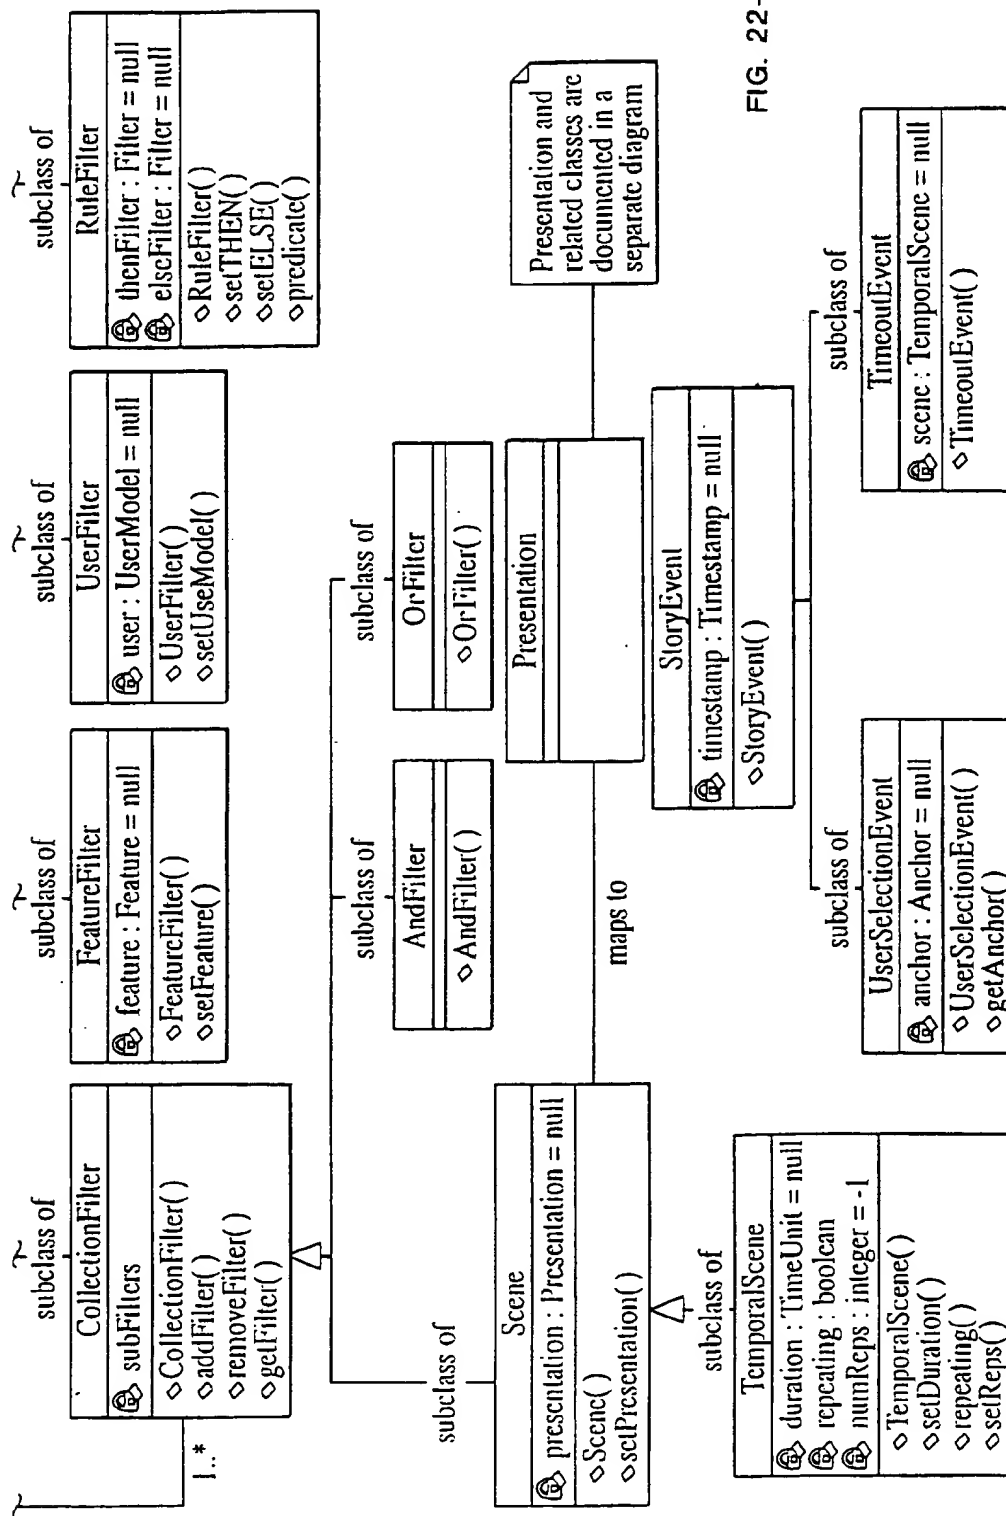 subclass of
CollectionFilter
subFilters
CollectionFilter()
addFilter()
removeFilter()
getFilter()
1..*
subclass of
FeatureFilter
feature : Feature = null
FeatureFilter()
setFeature()
subclass of
UserFilter
user : UserModel = null
UserFilter()
setUseModel()
subclass of
RuleFilter
thenFilter : Filter = null
elseFilter : Filter = null
RuleFilter()
setTHEN()
setELSE()
predicate()
subclass of
Scene
presentation : Presentation = null
Scene()
setPresentation()
subclass of
AndFilter
AndFilter()
subclass of
OrFilter
OrFilter()
maps to
Presentation
Presentation and
related classes are
documented in a
separate diagram
StoryEvent
timestamp : Timestamp = null
StoryEvent()
subclass of
TemporalScene
duration : TimeUnit = null
repeating : boolean
numReps : integer = -1
TemporalScene()
setDuration()
repeating()
setReps()
subclass of
UserSelectionEvent
anchor : Anchor = null
UserSelectionEvent()
getAnchor()
subclass of
TimeoutEvent
scene : TemporalScene = null
TimeoutEvent()
FIG. 22-